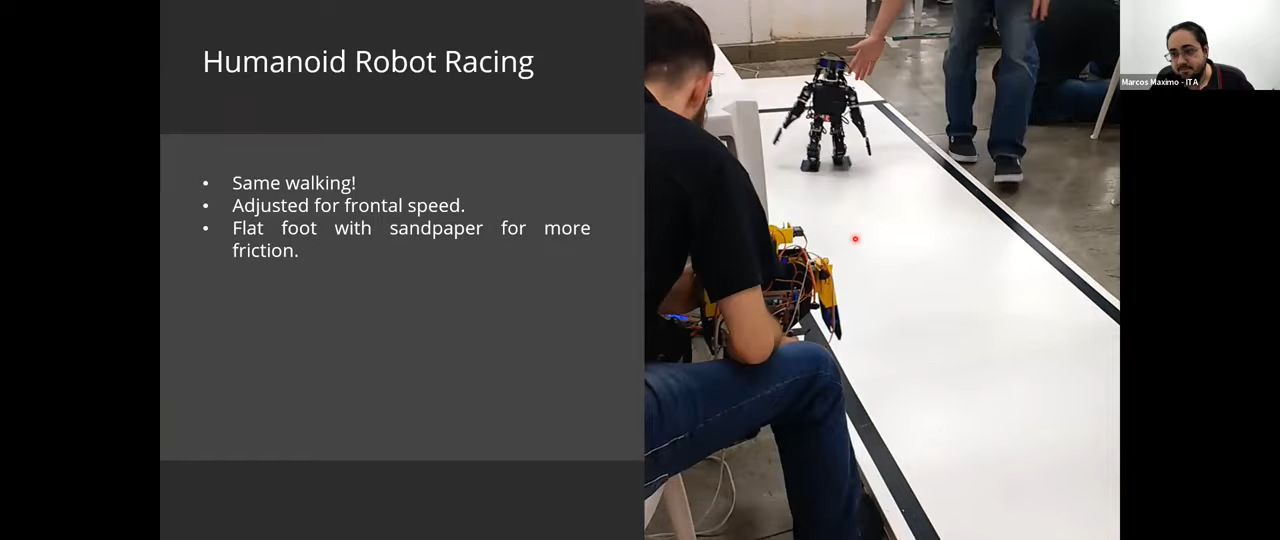 Humanoid Robot Racing
• Same walking!
• Adjusted for frontal speed.
• Flat foot with sandpaper for more
friction.
Marcos Maximo - ITA